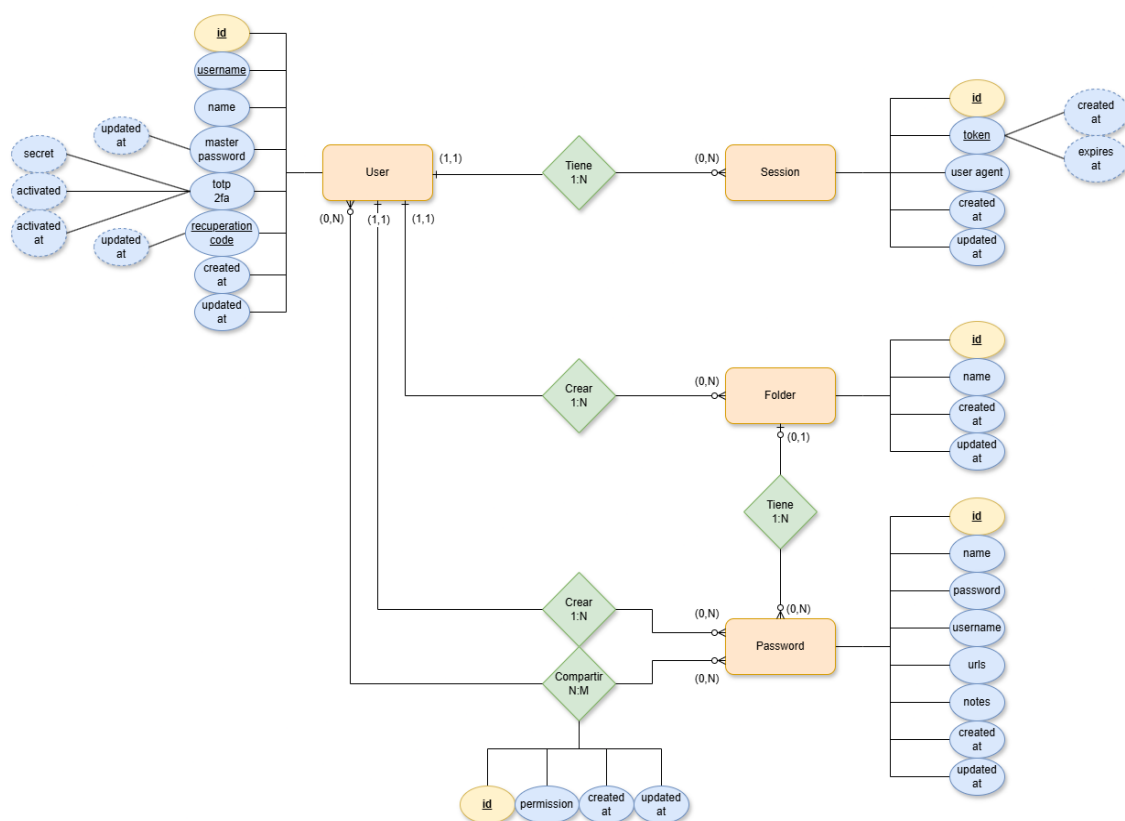 id
username
name
updated
at
master
password
secret
totp
2fa
activated
activated
at
updated
at
recuperation
code
created
at
updated
at
User
(1,1)
(0,N)
(1,1)
(1,1)
Tiene
1:N
(0,N)
Session
id
token
created
at
expires
at
user agent
created
at
updated
at
Crear
1:N
(0,N)
Folder
(0,1)
id
name
created
at
updated
at
Tiene
1:N
(0,N)
Crear
1:N
(0,N)
Password
Compartir
N:M
(0,N)
id
name
password
username
urls
notes
created
at
updated
at
id
permission
created
at
updated
at